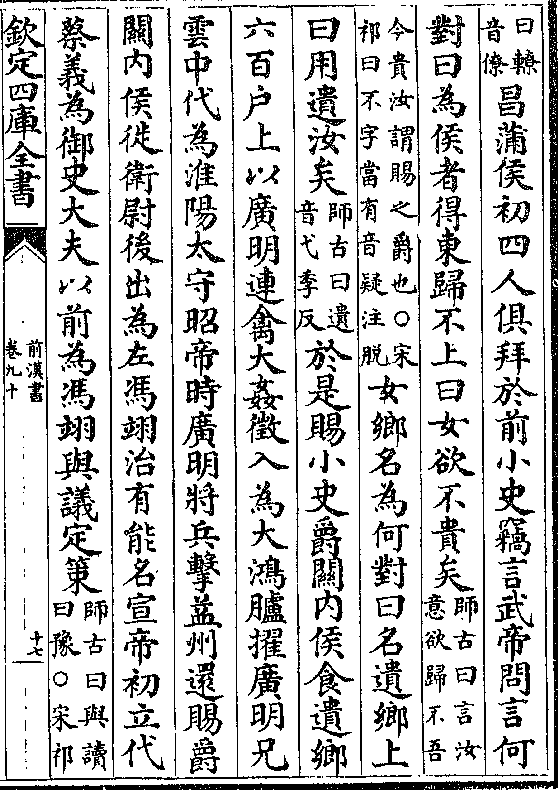 曰轑
音僚
昌蒲侯初四人俱拜於前小史竊言武帝問言何
對曰為侯者得東歸不上曰女欲不貴矣
師古曰言汝
意欲歸不吾
今貴汝謂賜之爵也○宋
祁曰不字當有音疑注脱
女鄉名為何對曰名遺鄉上
曰用遺汝矣
師古曰遺
音弋季反
於是賜小史爵關內侯食遺鄉
六百戶上以廣明連禽大姦徵入為大鴻臚擢廣明兄
雲中代為淮陽太守昭帝時廣明將兵擊益州還賜爵
關內侯徙衛尉後出為左馮翊治有能名宣帝初立代
蔡義為御史大夫以前為馮翊與議定策
師古曰與讀
曰豫○宋祁
欽定四庫全書
前漢書
卷九十
十七